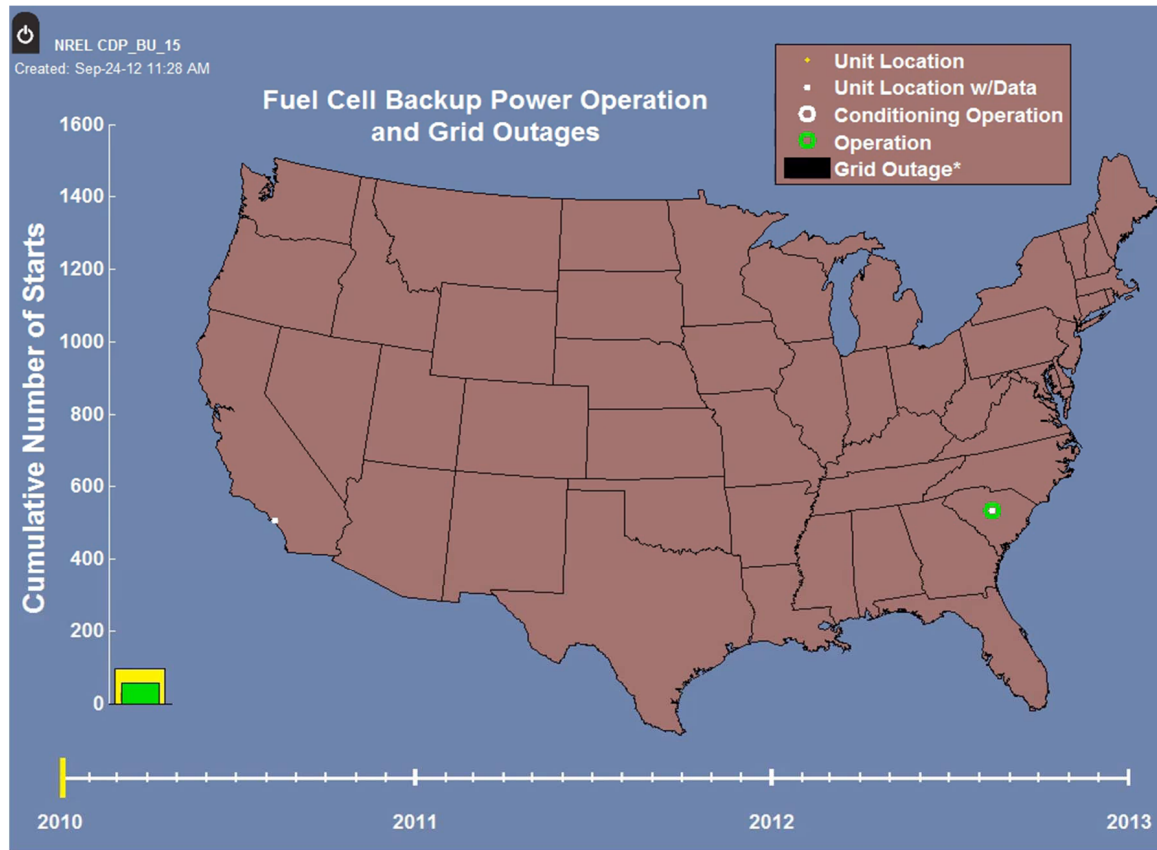 NREL CDP_BU_15
Created: Sep-24-12 11:28 AM
Fuel Cell Backup Power Operation
and Grid Outages
Unit Location
Unit Location w/Data
Conditioning Operation
Operation
Grid Outage*
Cumulative Number of Starts
1600
1400
1200
1000
800
600
400
200
0
2010
2011
2012
2013